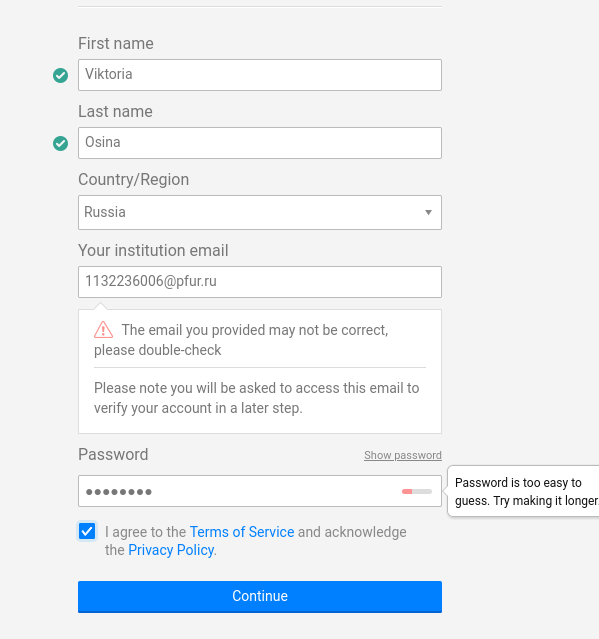 First name
Viktoria
Last name
Osina
Country/Region
Russia
Your institution email
1132236006@pfur.ru
The email you provided may not be correct,
please double-check
Please note you will be asked to access this email to
verify your account in a later step.
Password
Show password
●●●●●●●●
Password is too easy to
guess. Try making it longer
I agree to the Terms of Service and acknowledge
the Privacy Policy.
Continue